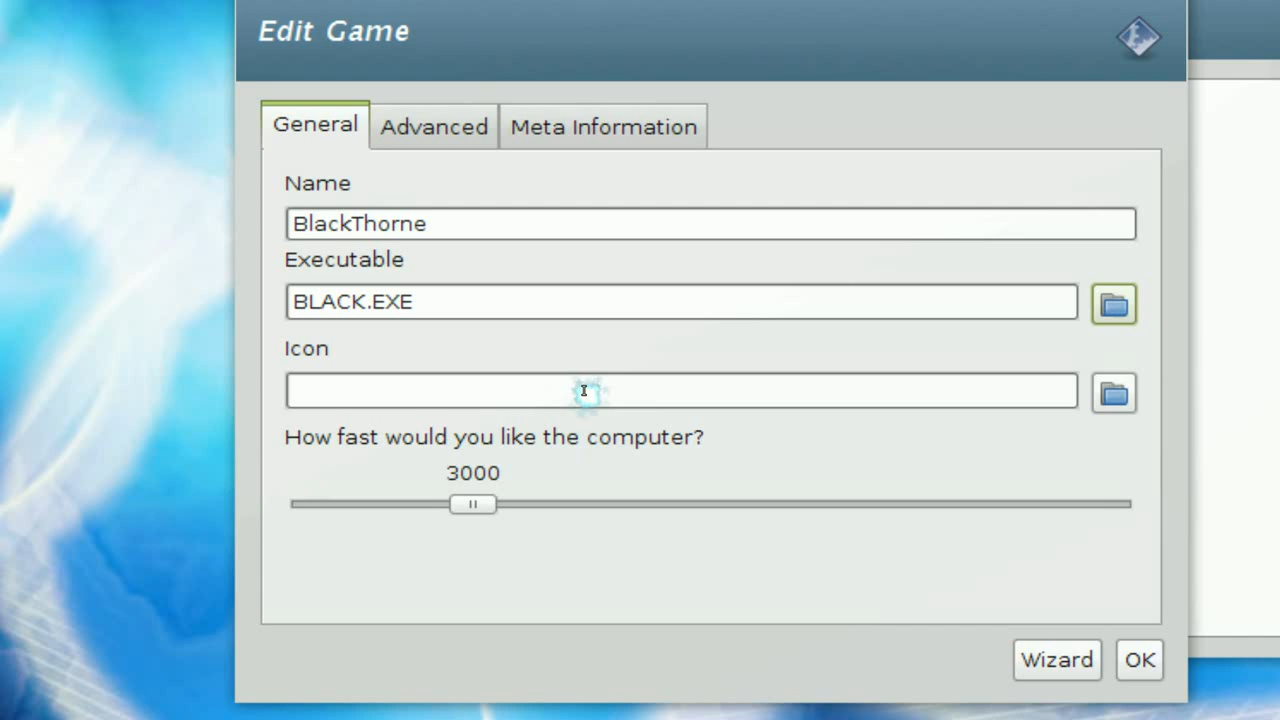 Edit Game
General
Advanced
Meta Information
Name
BlackThorne
Executable
BLACK.EXE
Icon
How fast would you like the computer?
3000
Wizard
OK